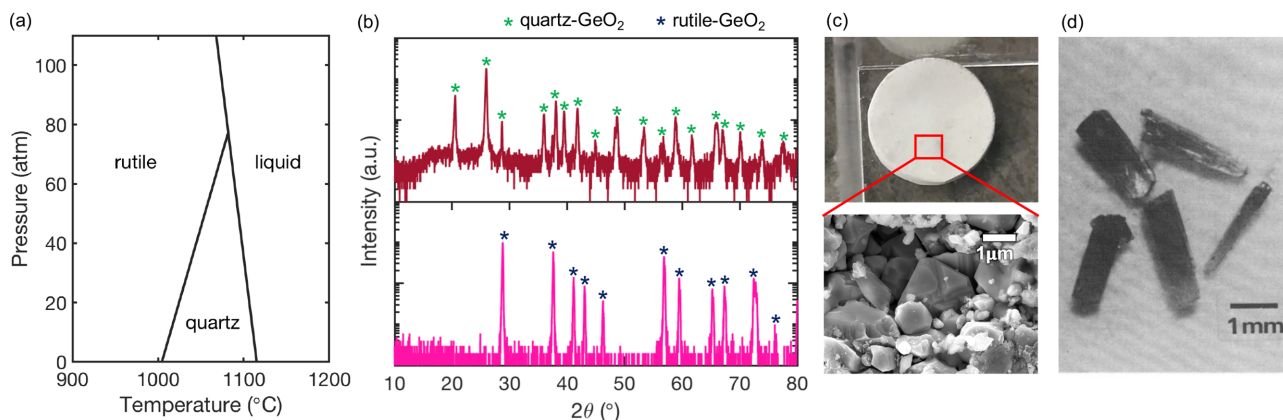 (a)
Pressure (atm)
100
80
60
40
20
0
rutile
liquid
quartz
900
1000
1100
1200
Temperature (°C)
(b)
* quartz-GeO₂
* rutile-GeO₂
Intensity (a.u.)
10
20
30
40
50
60
70
80
2θ (°)
(c)
1μm
(d)
1mm